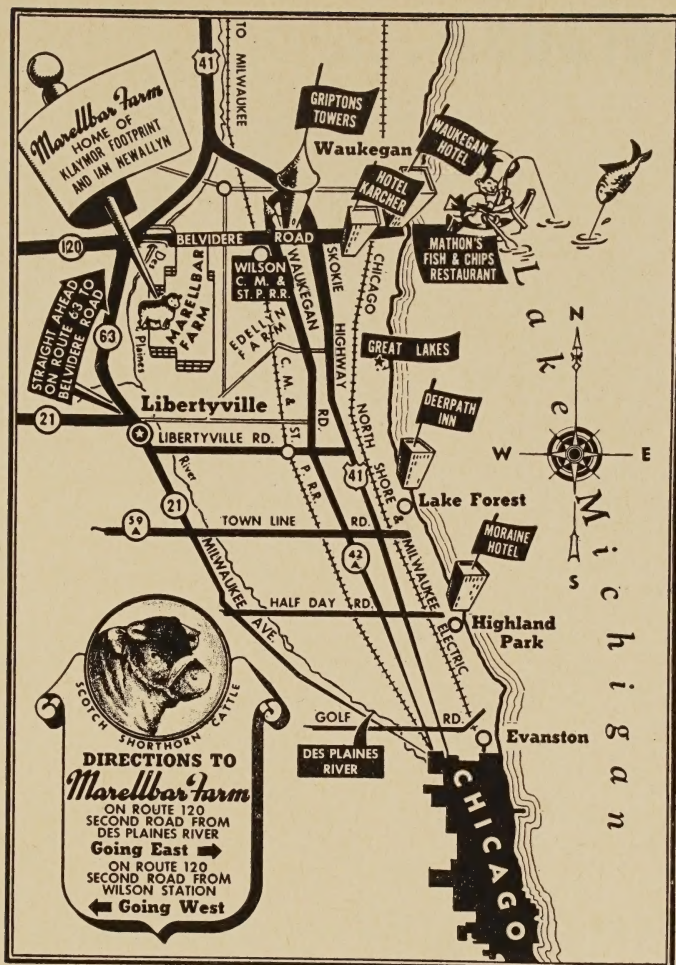 TO MILWAUKEE
41
Marellbar Farm
HOME OF
KLAYMOR FOOTPRINT
AND IAN NEWALLYN
GRIPTONS
TOWERS
Waukegan
WAUKEGAN
HOTEL
HOTEL
KARCHER
MATHON'S
FISH & CHIPS
RESTAURANT
120
BELVIDERE ROAD
WILSON
C. M. &
ST. P. R.R.
Des Plaines River
MARELLBAR
FARM
EDELLYN
FARM
WAUKEGAN RD.
SKOKIE HIGHWAY
CHICAGO NORTH SHORE & MILWAUKEE ELECTRIC
C. M. & ST. P. R.R.
STRAIGHT AHEAD
ON ROUTE 63 TO
BELVIDERE ROAD
63
GREAT LAKES
21
Libertyville
LIBERTYVILLE RD.
DEERPATH
INN
Lake Forest
41
21
59
TOWN LINE RD.
42
MILWAUKEE AVE.
MORAINE
HOTEL
HALF DAY RD.
Highland
Park
GOLF RD.
Evanston
DES PLAINES
RIVER
CHICAGO
Lake Michigan
N
W
E
S
SCOTCH SHORTHORN CATTLE
DIRECTIONS TO
Marellbar Farm
ON ROUTE 120
SECOND ROAD FROM
DES PLAINES RIVER
Going East
ON ROUTE 120
SECOND ROAD FROM
WILSON STATION
Going West